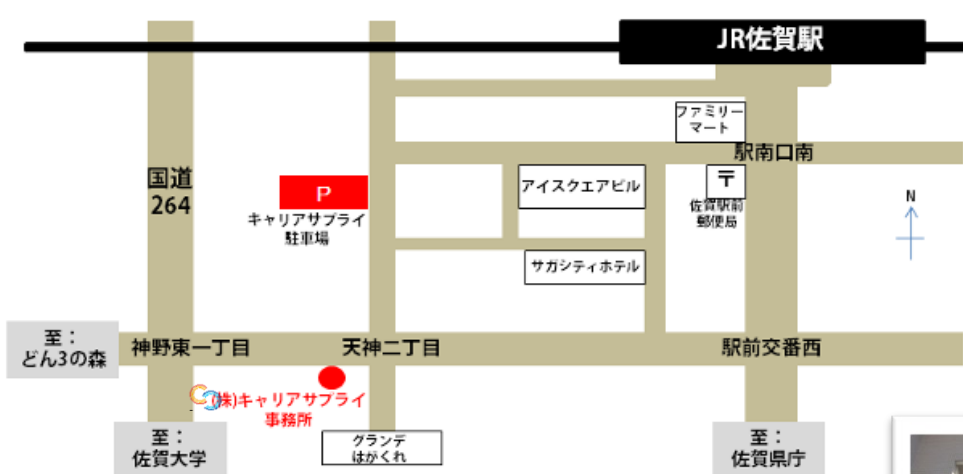 JR佐賀駅
ファミリー
マート
駅南口南
国道
264
P
キャリアサプライ
駐車場
アイスクエアビル
〒
佐賀駅前
郵便局
N
サガシティホテル
至：
どん3の森
神野東一丁目
天神二丁目
駅前交番西
(株)キャリアサプライ
事務所
至：
佐賀大学
グランデ
はがくれ
至：
佐賀県庁